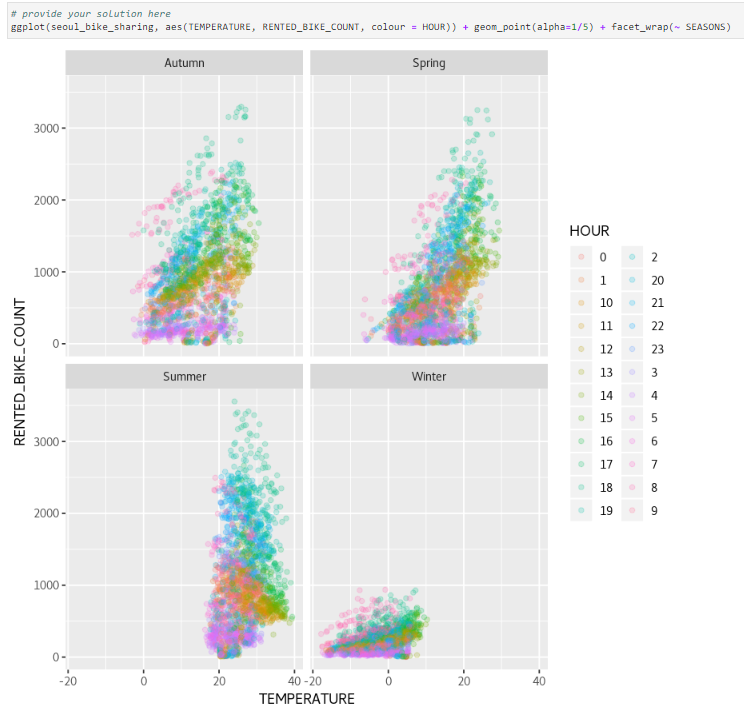 # provide your solution here
ggplot(seoul_bike_sharing, aes(TEMPERATURE, RENTED_BIKE_COUNT, colour = HOUR)) + geom_point(alpha=1/5) + facet_wrap(~ SEASONS)
Autumn Spring
3000
2000
1000
0
Summer Winter
3000
2000
1000
0
-20 0 20 40 -20 0 20 40
TEMPERATURE
RENTED_BIKE_COUNT
HOUR
0 2
1 20
10 21
11 22
12 23
13 3
14 4
15 5
16 6
17 7
18 8
19 9